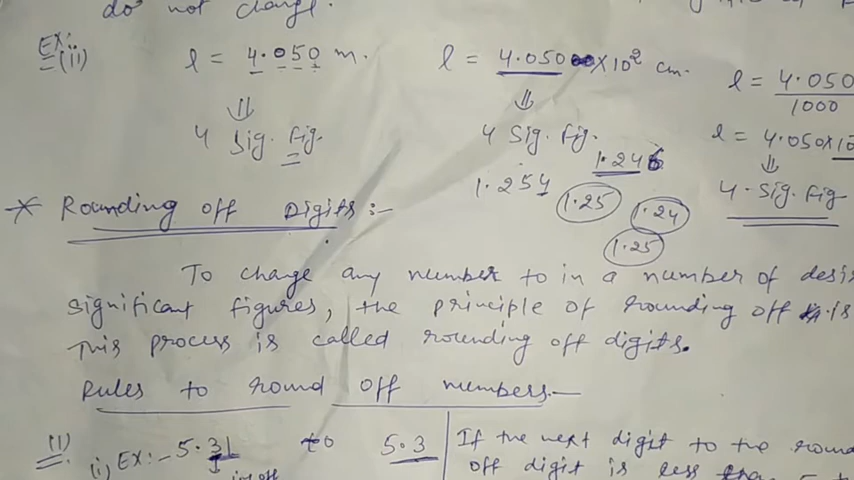 do not change.
Ex:
(ii) l = 4.050 m. l = 4.050 ×10² cm. l = 4.050
1000
⇓ ⇓ l = 4.050×10
4 Sig. fig. 4 Sig. fig. ⇓
1.246
1.254 1.25 1.24 4. Sig. fig
1.25
* Rounding off Digits :-
To change any number to in a number of desi
significant figures, the principle of rounding off is
This process is called rounding off digits.
Rules to round off numbers.—
(1)
(i) Ex:- 5.31 to 5.3 If the next digit to the roun
off digit is less than 5